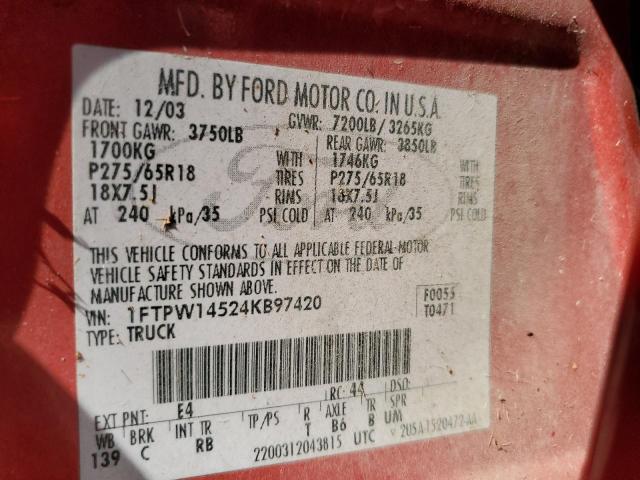 MFD. BY FORD MOTOR CO. IN U.S.A.
DATE: 12/03 GVWR: 7200LB / 3265KG
FRONT GAWR: 3750LB REAR GAWR: 3850LB
1700KG WITH 1746KG WITH
P275/65R18 TIRES P275/65R18 TIRES
18X7.5J RIMS 18X7.5J RIMS
AT 240 kPa/35 PSI COLD AT 240 kPa/35 PSI COLD
Ford
THIS VEHICLE CONFORMS TO ALL APPLICABLE FEDERAL MOTOR
VEHICLE SAFETY STANDARDS IN EFFECT ON THE DATE OF
MANUFACTURE SHOWN ABOVE.
VIN: 1FTPW14524KB97420 F0055
TYPE: TRUCK T0471
EXT PNT: E4 RC: 44 DSO:
WB BRK INT TR TP/PS R AXLE TR SPR
139 C RB T B6 B UM
2200312043815 UTC